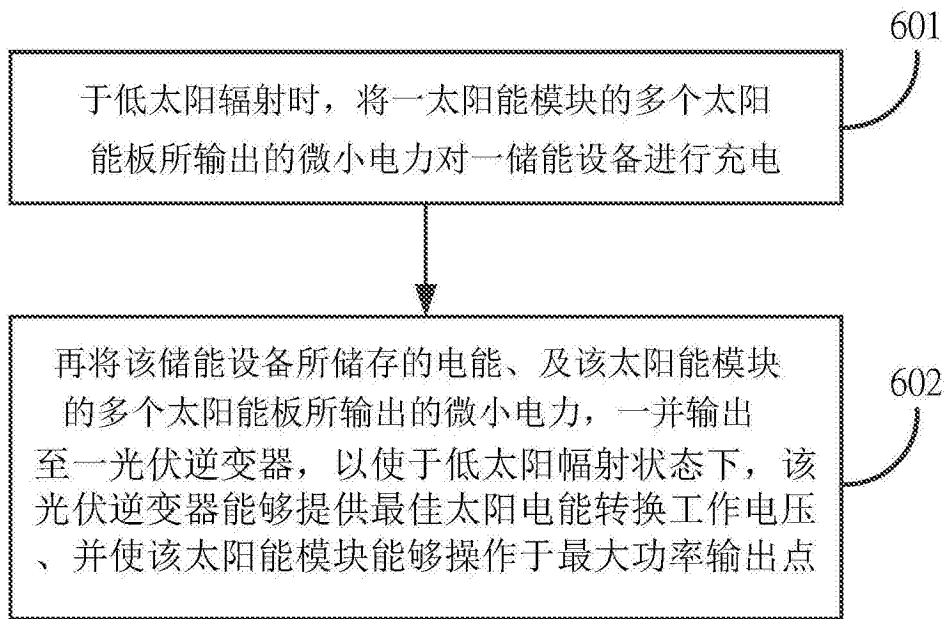 601
于低太阳辐射时，将一太阳能模块的多个太阳
能板所输出的微小电力对一储能设备进行充电
再将该储能设备所储存的电能、及该太阳能模块
的多个太阳能板所输出的微小电力，一并输出
602
至一光伏逆变器，以使于低太阳幅射状态下，该
光伏逆变器能够提供最佳太阳电能转换工作电压
、并使该太阳能模块能够操作于最大功率输出点